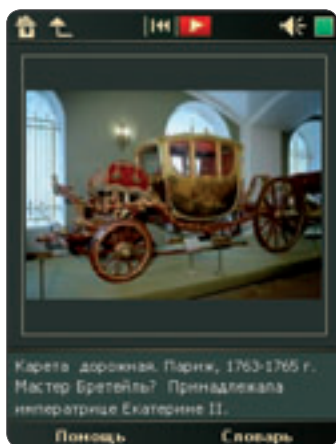 Карета дорожная. Париж, 1763-1765 г.
Мастер Бретейль? Принадлежала
императрице Екатерине II.
Помощь Словарь